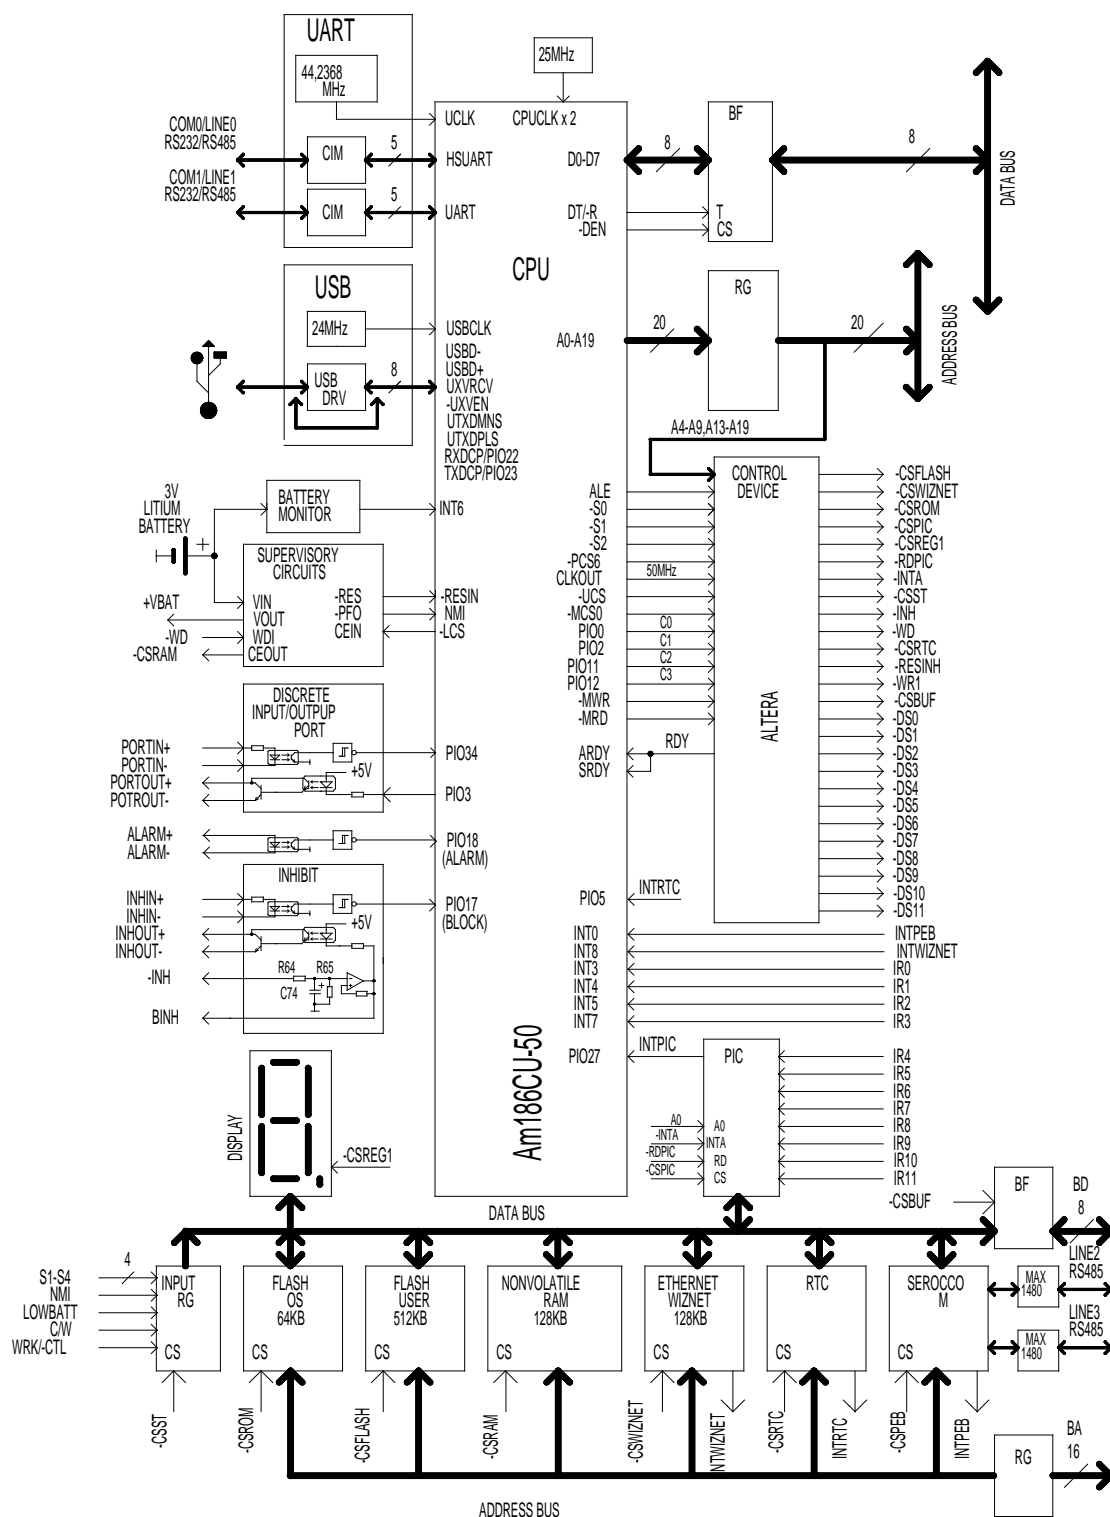 UART
44,2368
MHz
25MHz
UCLK
CPUCLK x 2
BF
COM0/LINE0
RS232/RS485
CIM
5
HSUART
D0-D7
8
8
DATA BUS
COM1/LINE1
RS232/RS485
CIM
5
UART
DT/-R
-DEN
T
CS
CPU
USB
24MHz
USBCLK
RG
A0-A19
20
20
ADDRESS BUS
USBD-
USBD+
UXVRCV
-UXVEN
UTXDMNS
UTXDPLS
RXDCP/PIO22
TXDCP/PIO23
USB
DRV
8
A4-A9,A13-A19
3V
LITIUM
BATTERY
+
BATTERY
MONITOR
INT6
SUPERVISORY
CIRCUITS
-RES
-PFO
CEIN
VIN
VOUT
WDI
CEOUT
-RESIN
NMI
-LCS
+VBAT
-WD
-CSRAM
ALE
-S0
-S1
-S2
-PCS6
CLKOUT
50MHz
-UCS
-MCS0
PIO0
C0
PIO2
C1
PIO11
C2
PIO12
C3
-MWR
-MRD
ARDY
SRDY
RDY
CONTROL
DEVICE
ALTERA
-CSFLASH
-CSWIZNET
-CSROM
-CSPIC
-CSREG1
-RDPIC
-INTA
-CSST
-INH
-WD
-CSRTC
-RESINH
-WR1
-CSBUF
-DS0
-DS1
-DS2
-DS3
-DS4
-DS5
-DS6
-DS7
-DS8
-DS9
-DS10
-DS11
DISCRETE
INPUT/OUTPUP
PORT
PORTIN+
PORTIN-
PORTOUT+
POTROUT-
+5V
PIO34
PIO3
ALARM+
ALARM-
PIO18
(ALARM)
INHIBIT
INHIN+
INHIN-
INHOUT+
INHOUT-
+5V
PIO17
(BLOCK)
-INH
R64
R65
C74
+
BINH
PIO5
INTRTC
INT0
INTPEB
INT8
INTWIZNET
INT3
IR0
INT4
IR1
INT5
IR2
INT7
IR3
PIO27
INTPIC
PIC
IR4
IR5
IR6
IR7
IR8
IR9
IR10
IR11
A0
-INTA
-RDPIC
-CSPIC
A0
INTA
RD
CS
Am186CU-50
DISPLAY
-CSREG1
-CSBUF
BF
BD
8
DATA BUS
S1-S4
4
NMI
LOWBATT
C/W
WRK/-CTL
INPUT
RG
CS
FLASH
OS
64KB
CS
FLASH
USER
512KB
CS
NONVOLATILE
RAM
128KB
CS
ETHERNET
WIZNET
128KB
CS
RTC
CS
SEROCCO
M
CS
MAX
1480
LINE2
RS485
MAX
1480
LINE3
RS485
-CSST
-CSROM
-CSFLASH
-CSRAM
-CSWIZNET
INTWIZNET
-CSRTC
INTRTC
-CSPEB
INTPEB
RG
BA
16
ADDRESS BUS